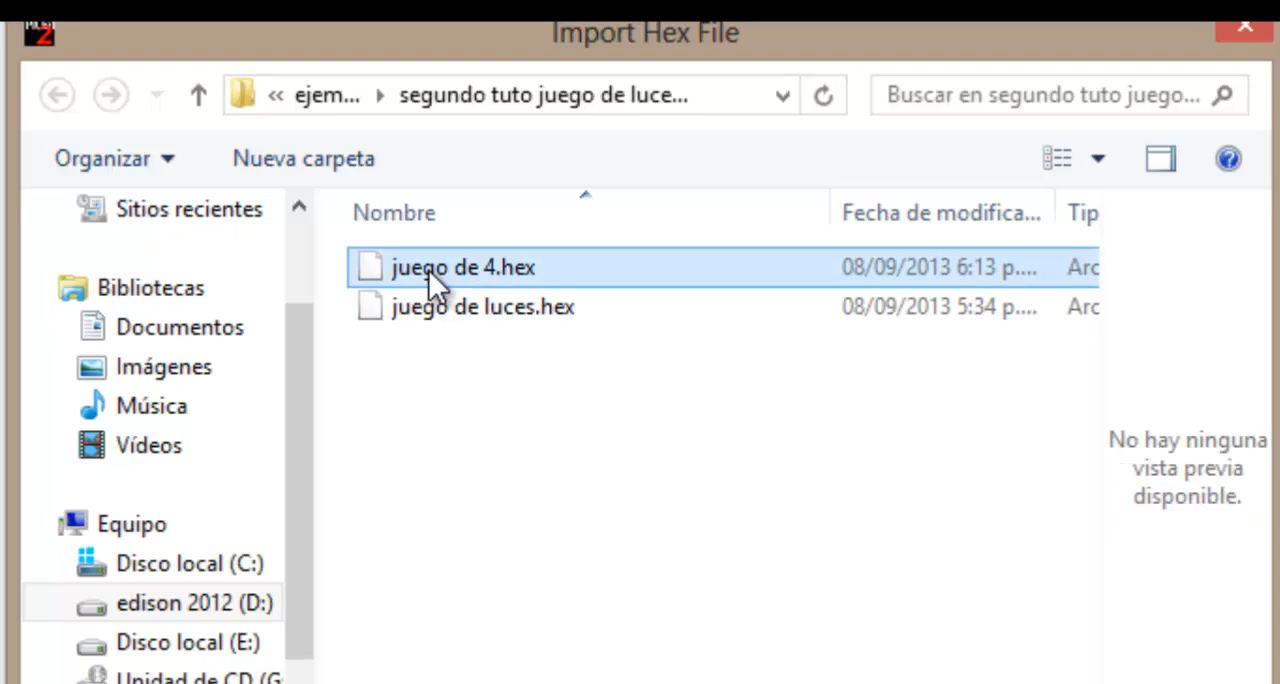 Import Hex File
« ejem... segundo tuto juego de luce... Buscar en segundo tuto juego...
Organizar Nueva carpeta
Sitios recientes
Bibliotecas
Documentos
Imágenes
Música
Vídeos
Equipo
Disco local (C:)
edison 2012 (D:)
Disco local (E:)
Unidad de CD (G:
Nombre Fecha de modifica... Tip
juego de 4.hex 08/09/2013 6:13 p.... Arc
juego de luces.hex 08/09/2013 5:34 p.... Arc
No hay ninguna
vista previa
disponible.